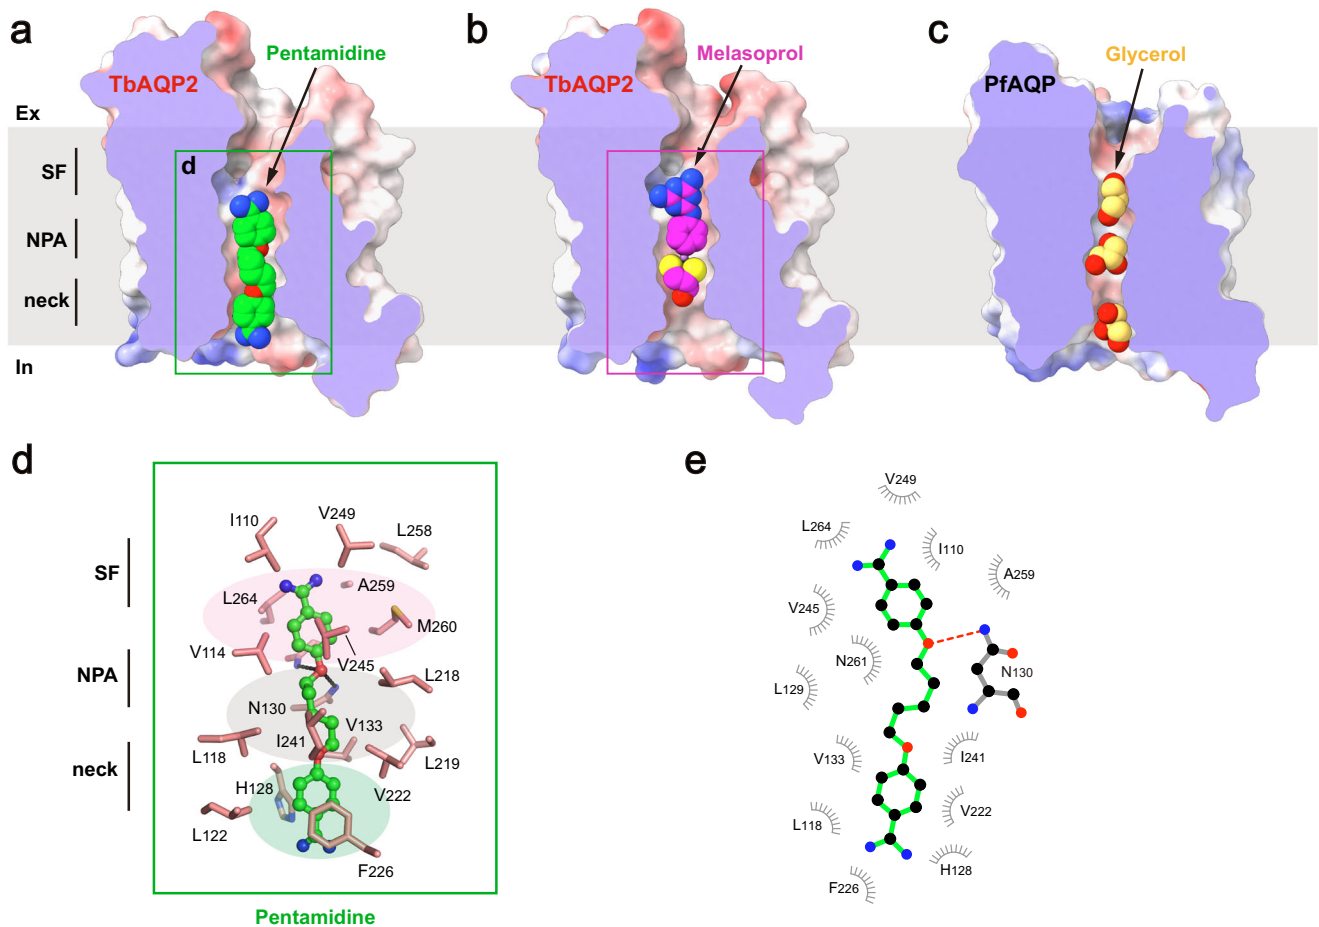 a
b
c
Pentamidine
Melasoprol
Glycerol
TbAQP2
TbAQP2
PfAQP
Ex
SF
NPA
neck
In
d
d
e
I110
V249
L258
SF
L264
A259
M260
V114
V245
L218
NPA
N130
I241
V133
L118
L219
neck
H128
V222
L122
F226
Pentamidine
V249
L264
I110
A259
V245
N261
N130
L129
V133
I241
V222
L118
H128
F226